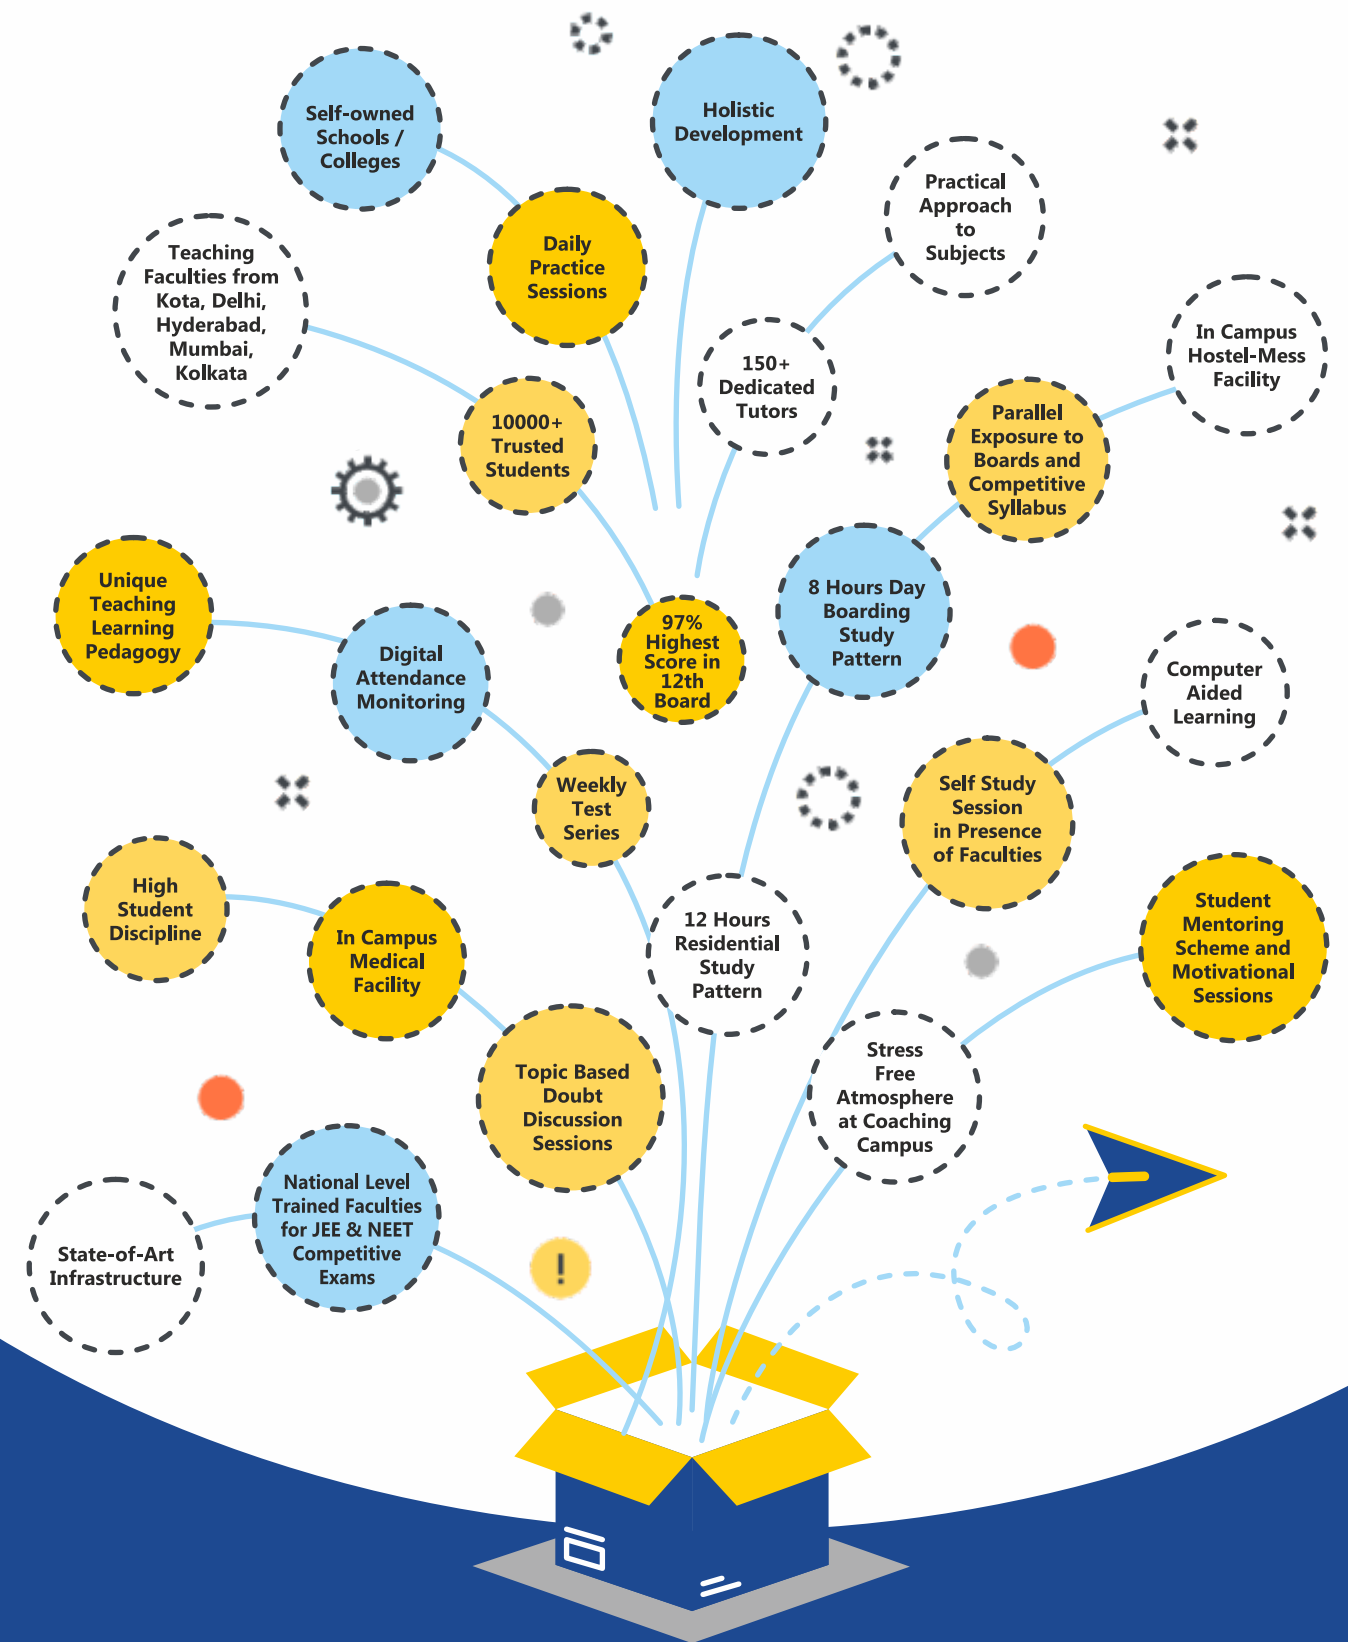 Self-owned
Schools /
Colleges
Holistic
Development
Practical
Approach
to
Subjects
Daily
Practice
Sessions
Teaching
Faculties from
Kota, Delhi,
Hyderabad,
Mumbai,
Kolkata
In Campus
Hostel-Mess
Facility
150+
Dedicated
Tutors
10000+
Trusted
Students
Parallel
Exposure to
Boards and
Competitive
Syllabus
Unique
Teaching
Learning
Pedagogy
8 Hours Day
Boarding
Study
Pattern
97%
Highest
Score in
12th
Board
Digital
Attendance
Monitoring
Computer
Aided
Learning
Weekly
Test
Series
Self Study
Session
in Presence
of Faculties
High
Student
Discipline
Student
Mentoring
Scheme and
Motivational
Sessions
12 Hours
Residential
Study
Pattern
In Campus
Medical
Facility
Stress
Free
Atmosphere
at Coaching
Campus
Topic Based
Doubt
Discussion
Sessions
National Level
Trained Faculties
for JEE & NEET
Competitive
Exams
State-of-Art
Infrastructure
!